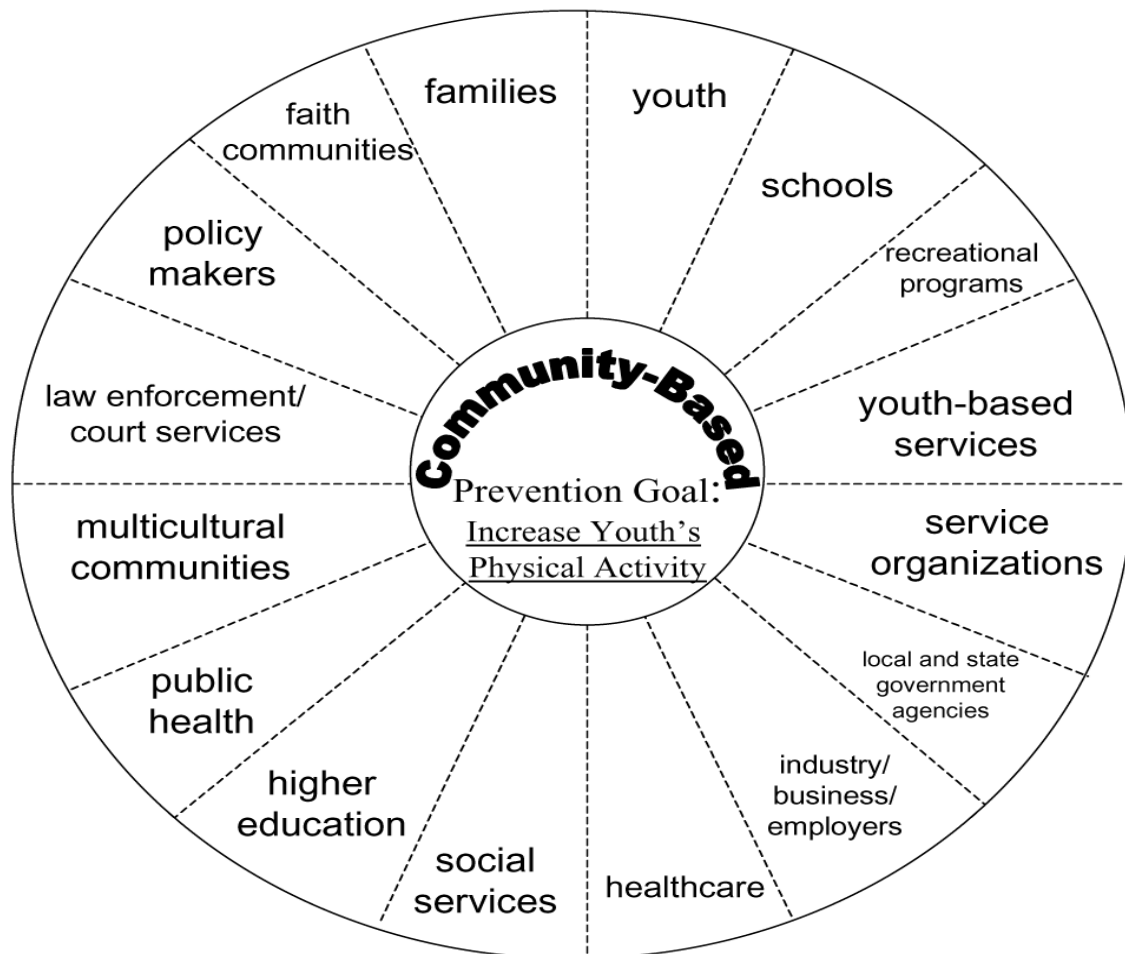 families
youth
schools
recreational
programs
youth-based
services
service
organizations
local and state
government
agencies
industry/
business/
employers
healthcare
social
services
higher
education
public
health
multicultural
communities
law enforcement/
court services
policy
makers
faith
communities
Community-Based
Prevention Goal:
Increase Youth’s
Physical Activity